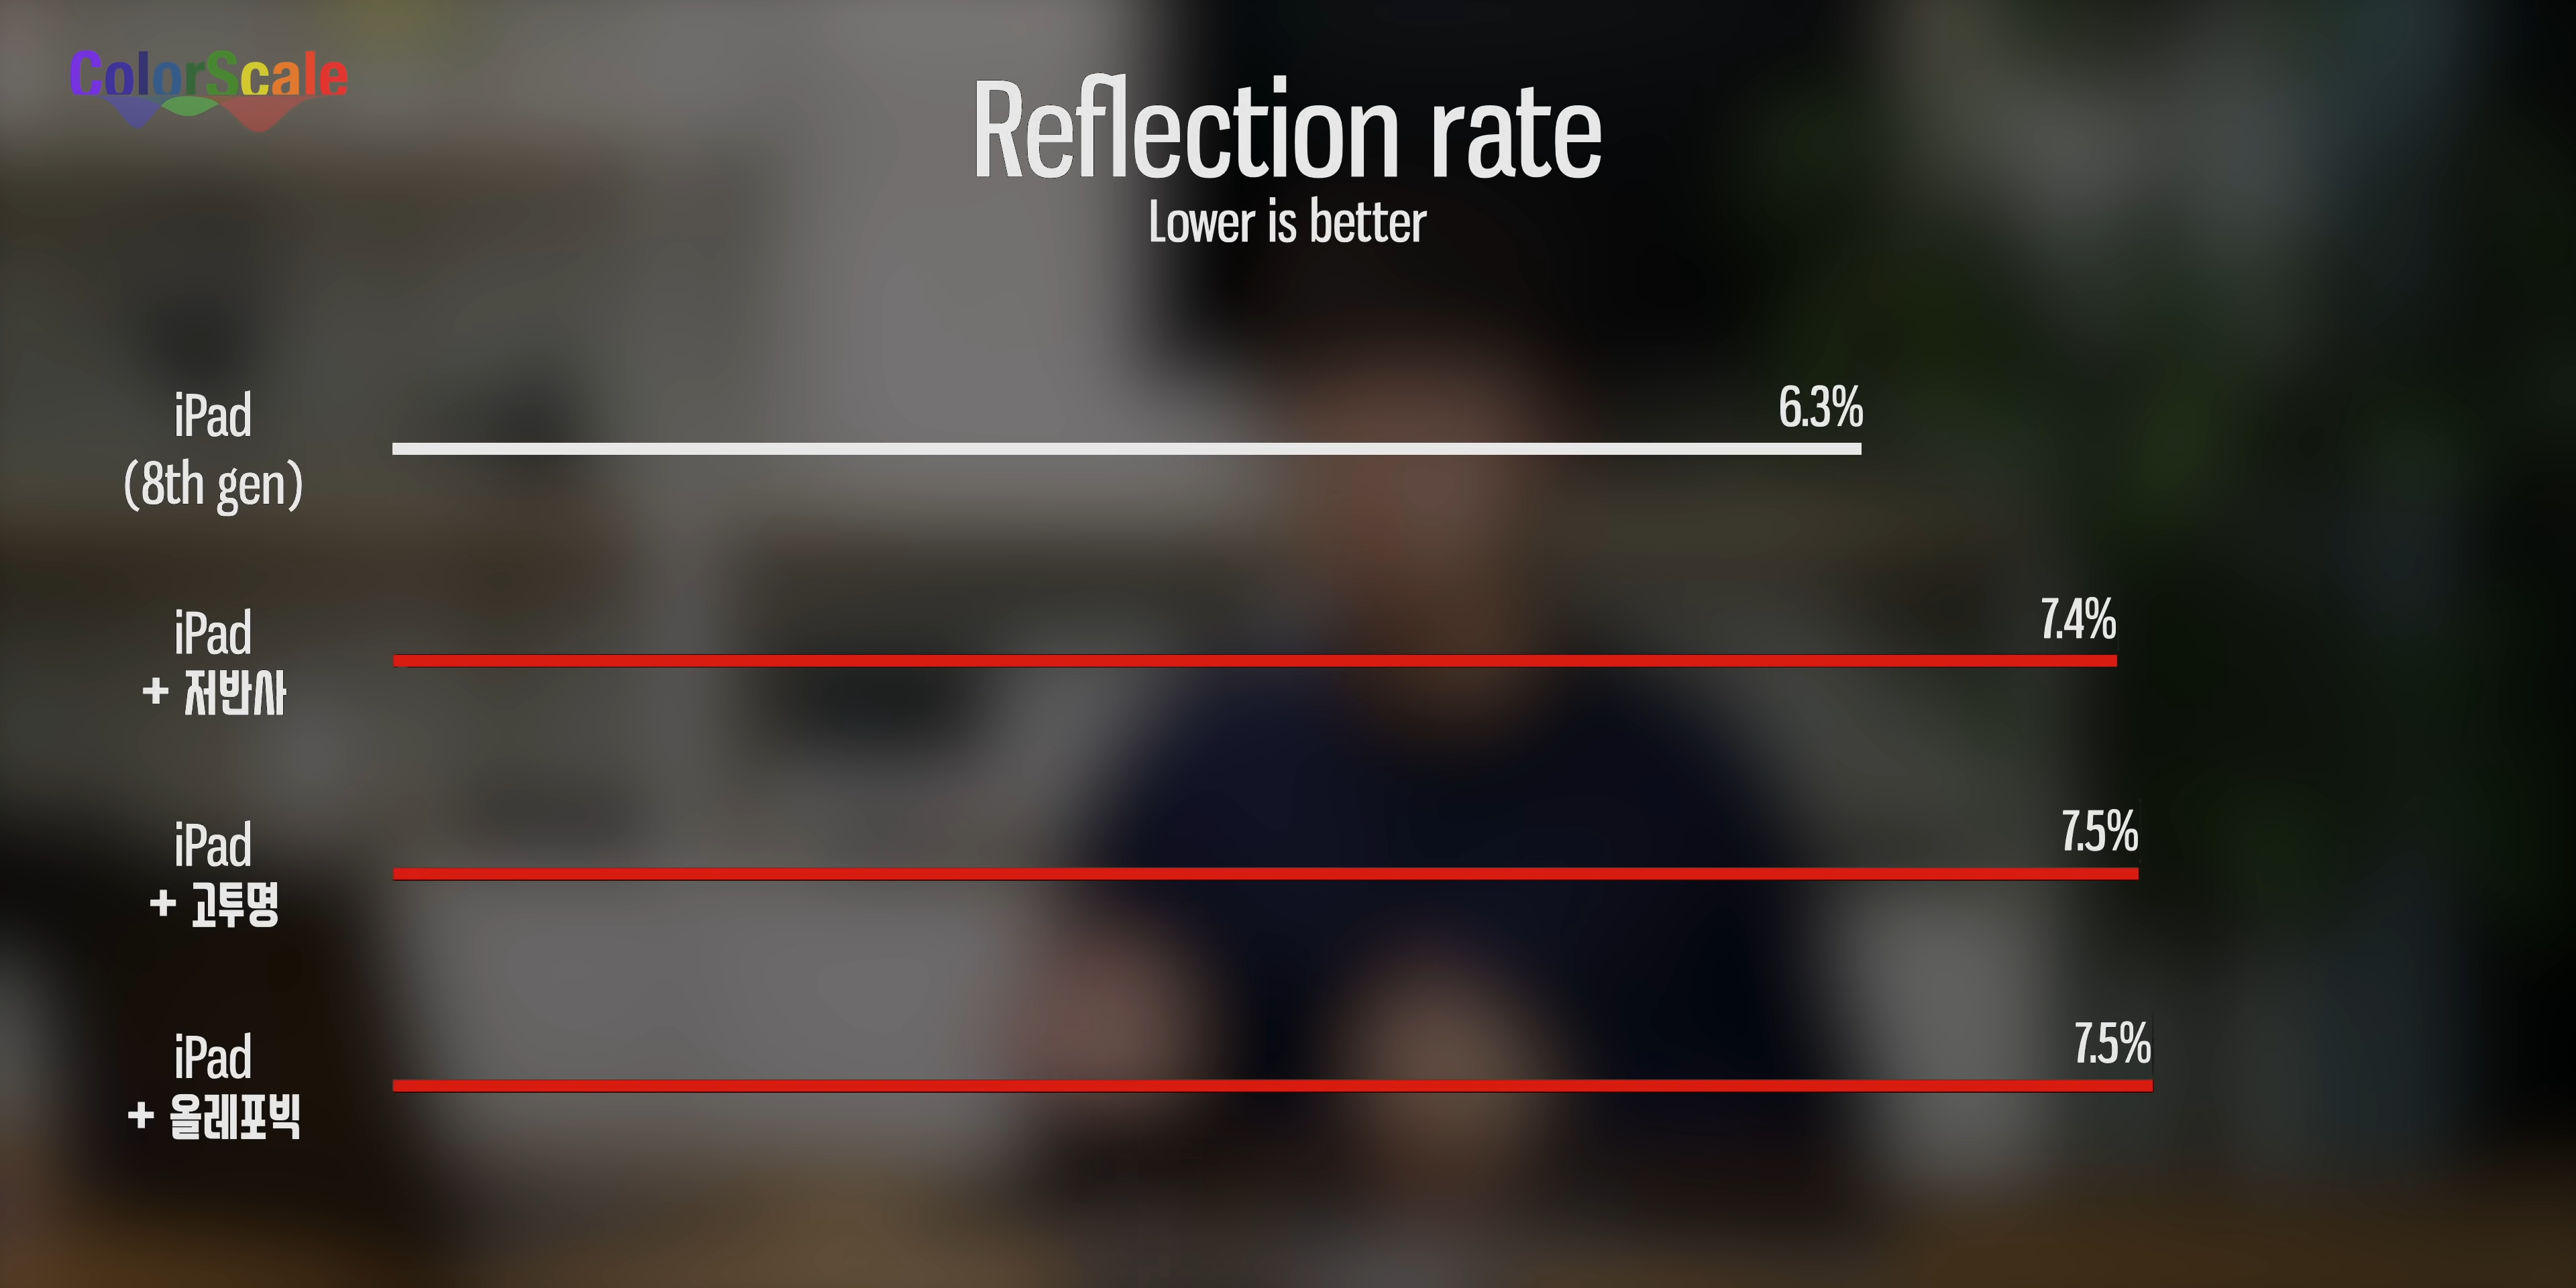 ColorScale
Reflection rate
Lower is better
iPad
(8th gen)
6.3%
iPad
+ 저반사
7.4%
iPad
+ 고투명
7.5%
iPad
+ 올레포빅
7.5%